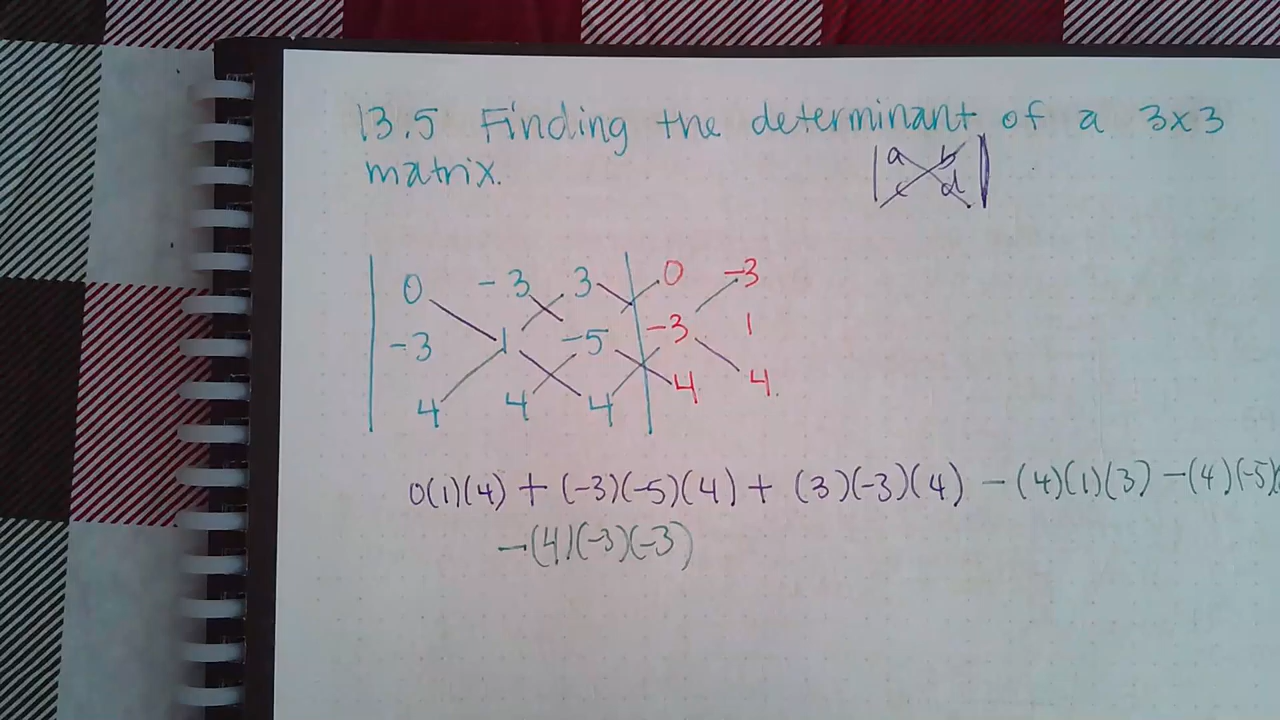 13.5 Finding the determinant of a 3x3
matrix.
|a b|
|c d|
| 0 -3 3 | 0 -3
| -3 1 -5 | -3 1
| 4 4 4 | 4 4.
0(1)(4) + (-3)(-5)(4) + (3)(-3)(4) - (4)(1)(3) - (4)(-5)(
-(4)(-3)(-3)